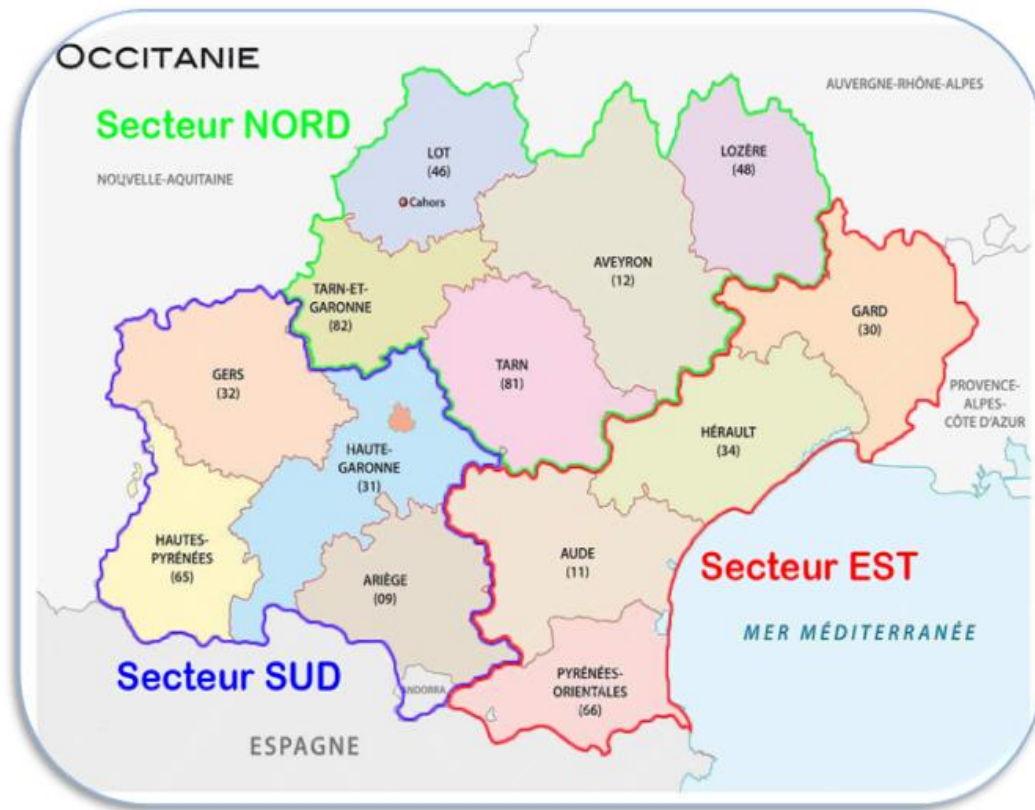 OCCITANIE
AUVERGNE-RHÔNE-ALPES
Secteur NORD
LOT
(46)
LOZÈRE
(48)
NOUVELLE-AQUITAINE
Cahors
AVEYRON
(12)
TARN-ET-
GARONNE
(82)
GARD
(30)
GERS
(32)
TARN
(81)
PROVENCE-
ALPES-
CÔTE D'AZUR
HÉRAULT
(34)
HAUTE-
GARONNE
(31)
HAUTES-
PYRÉNÉES
(65)
AUDE
(11)
Secteur EST
ARIÈGE
(09)
MER MÉDITERRANÉE
Secteur SUD
PYRÉNÉES-
ORIENTALES
(66)
ANDORRA
ESPAGNE